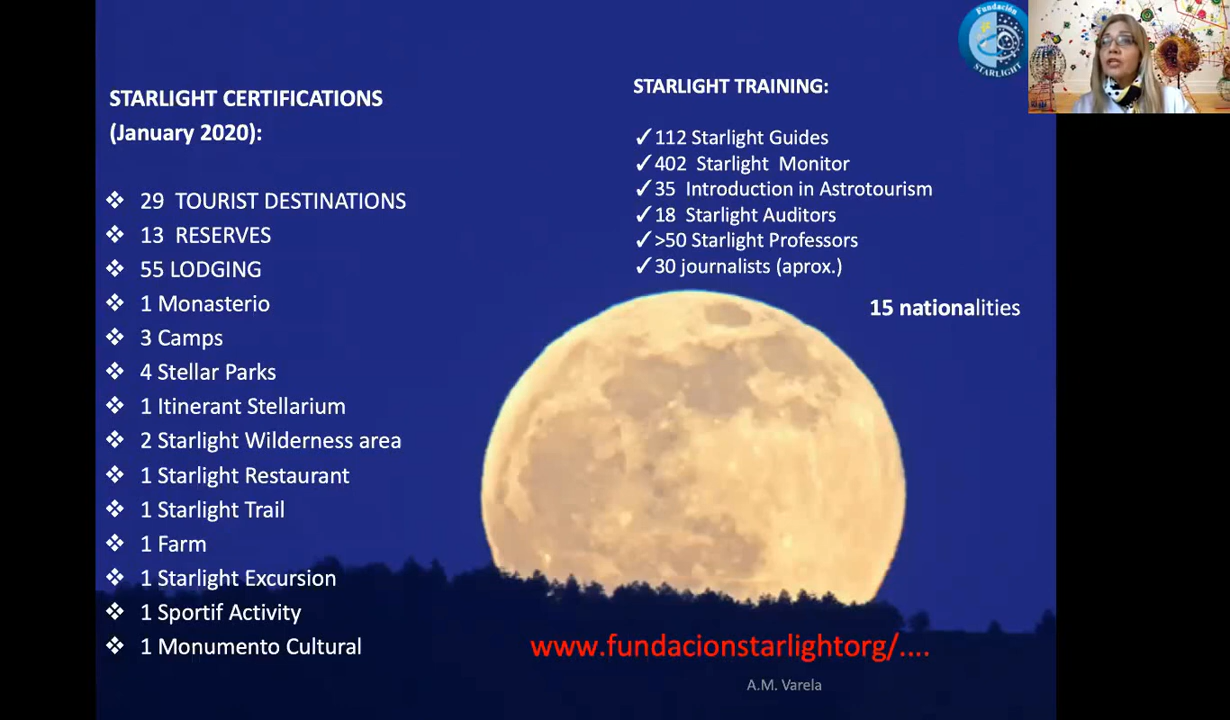 STARLIGHT CERTIFICATIONS
(January 2020):
❖ 29 TOURIST DESTINATIONS
❖ 13 RESERVES
❖ 55 LODGING
❖ 1 Monasterio
❖ 3 Camps
❖ 4 Stellar Parks
❖ 1 Itinerant Stellarium
❖ 2 Starlight Wilderness area
❖ 1 Starlight Restaurant
❖ 1 Starlight Trail
❖ 1 Farm
❖ 1 Starlight Excursion
❖ 1 Sportif Activity
❖ 1 Monumento Cultural
STARLIGHT TRAINING:
✓112 Starlight Guides
✓402 Starlight Monitor
✓35 Introduction in Astrotourism
✓18 Starlight Auditors
✓>50 Starlight Professors
✓30 journalists (aprox.)
15 nationalities
www.fundacionstarlightorg/....
A.M. Varela
Fundación
STARLIGHT